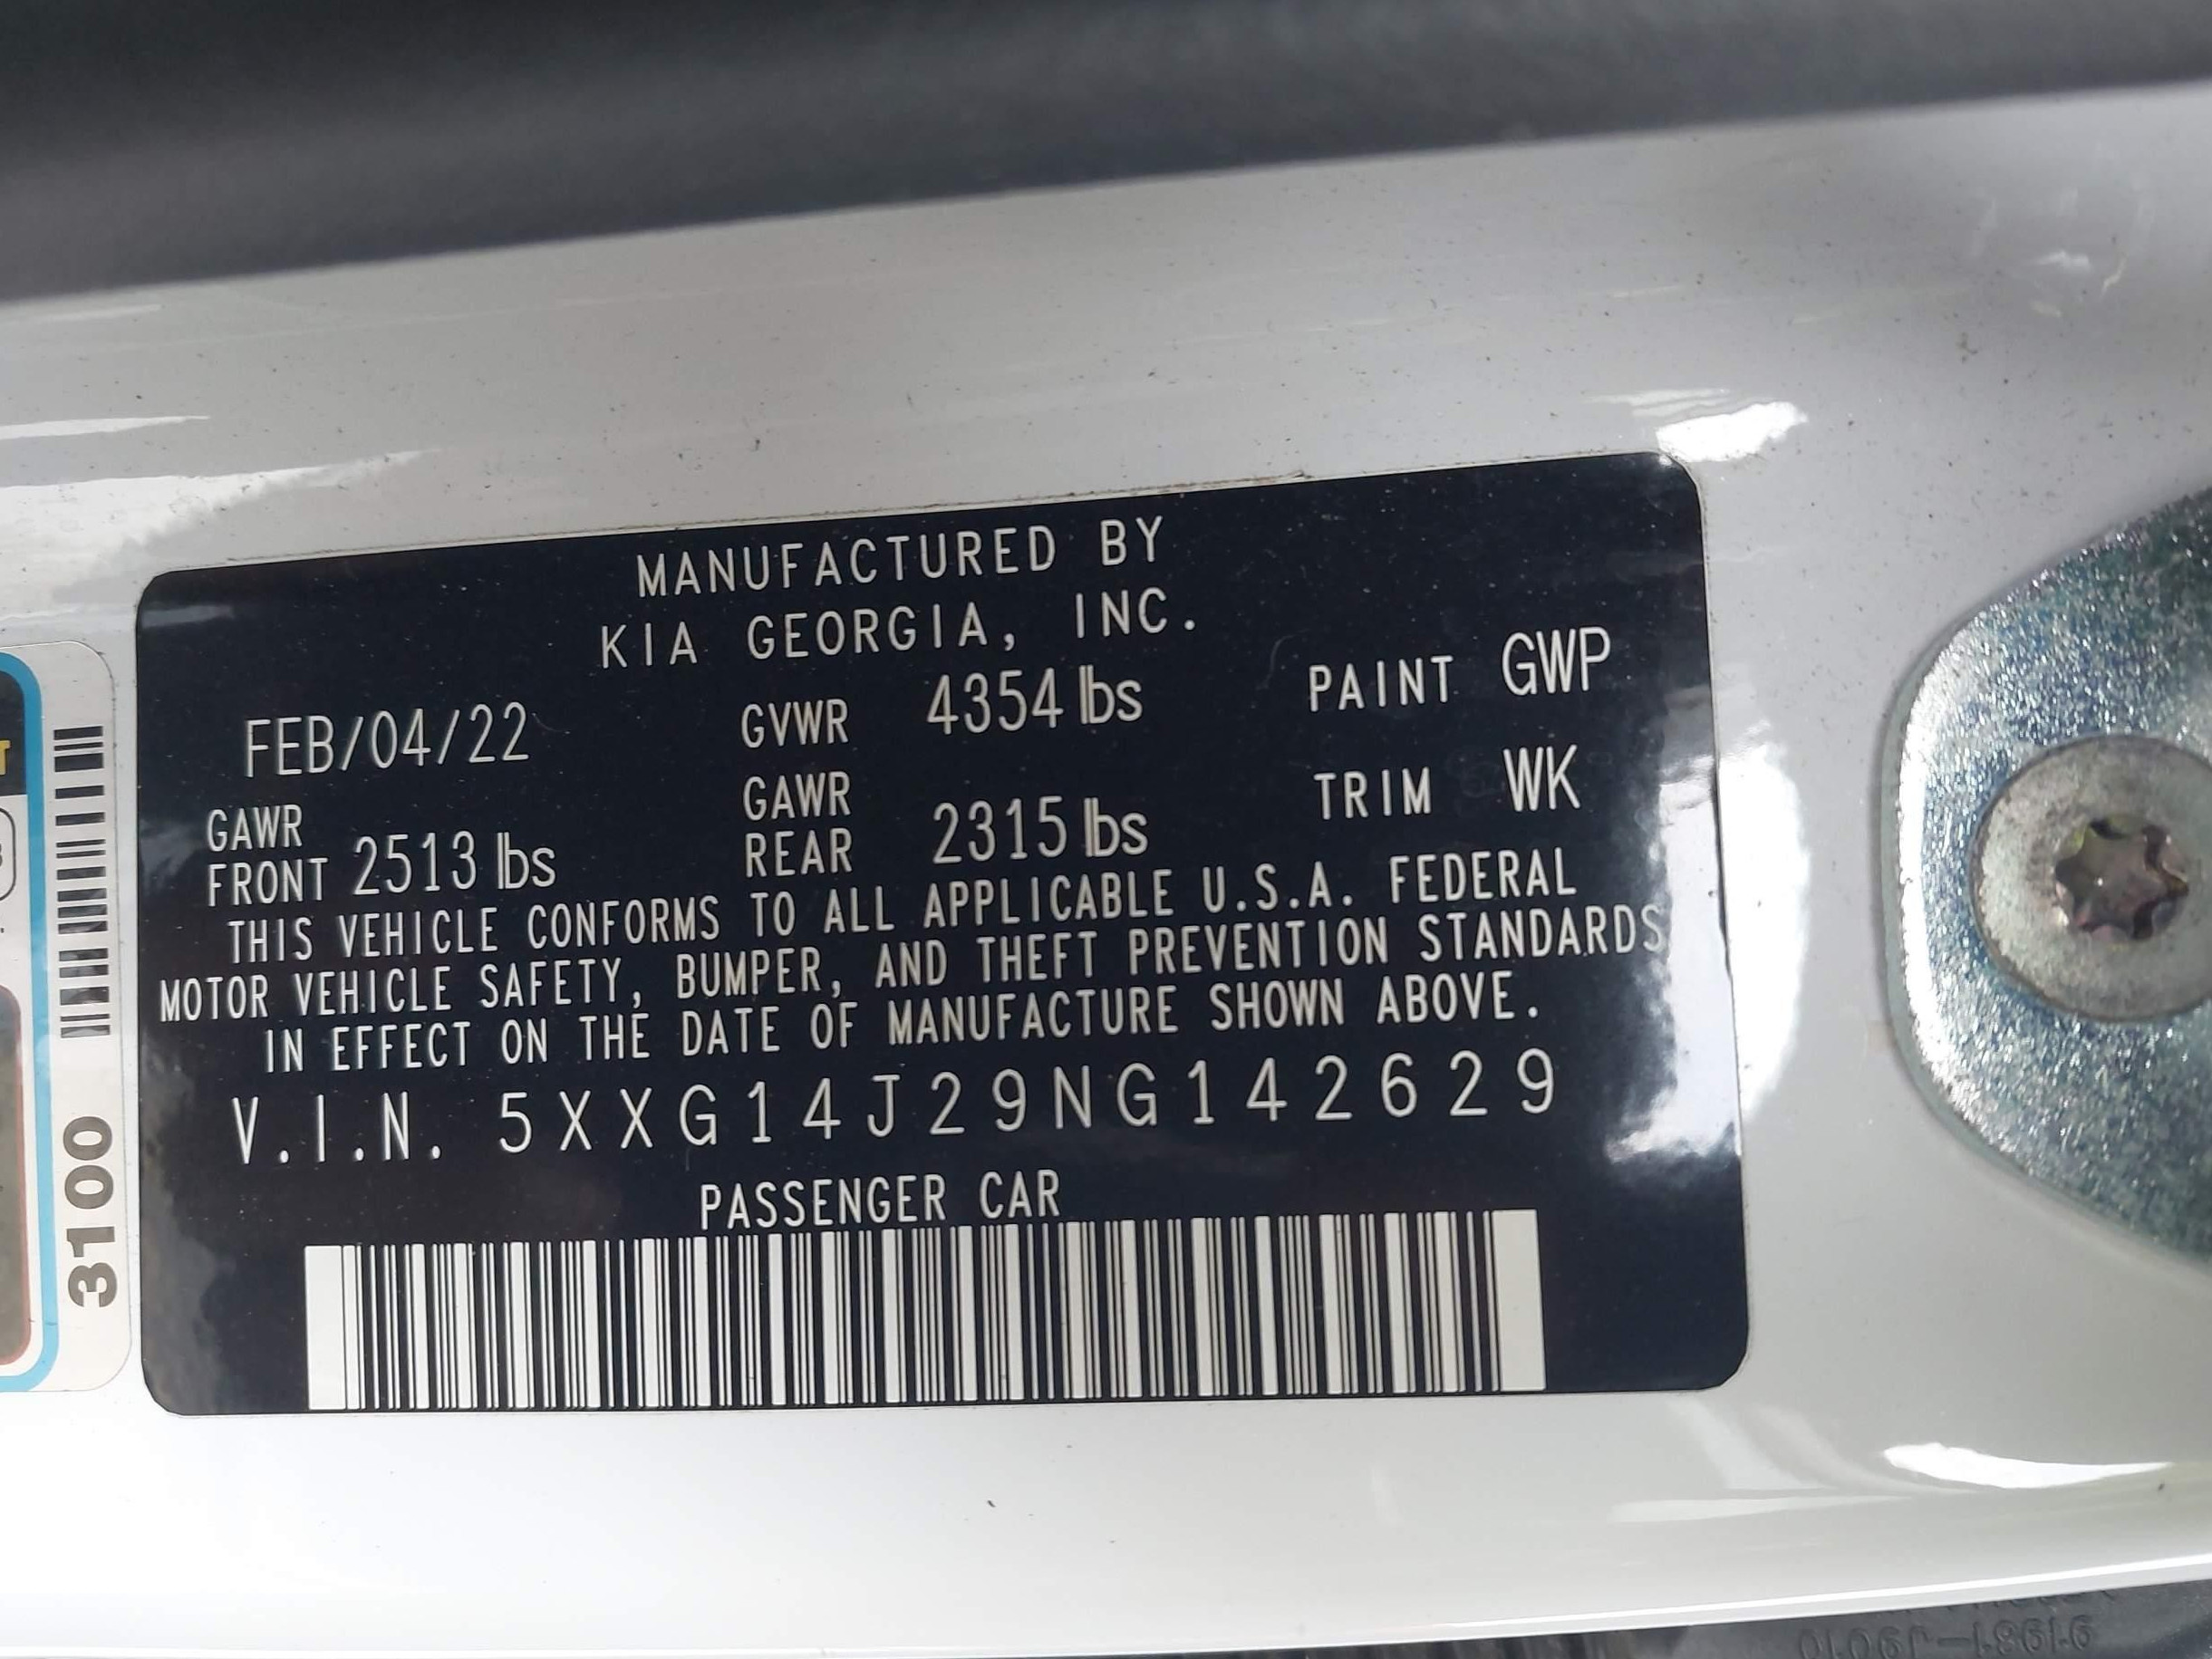 MANUFACTURED BY
KIA GEORGIA, INC.
FEB/04/22 GVWR 4354 lbs PAINT GWP
GAWR FRONT 2513 lbs GAWR REAR 2315 lbs TRIM WK
THIS VEHICLE CONFORMS TO ALL APPLICABLE U.S.A. FEDERAL
MOTOR VEHICLE SAFETY, BUMPER, AND THEFT PREVENTION STANDARDS
IN EFFECT ON THE DATE OF MANUFACTURE SHOWN ABOVE.
V.I.N. 5XXG14J29NG142629
PASSENGER CAR
3100
91981-J9010